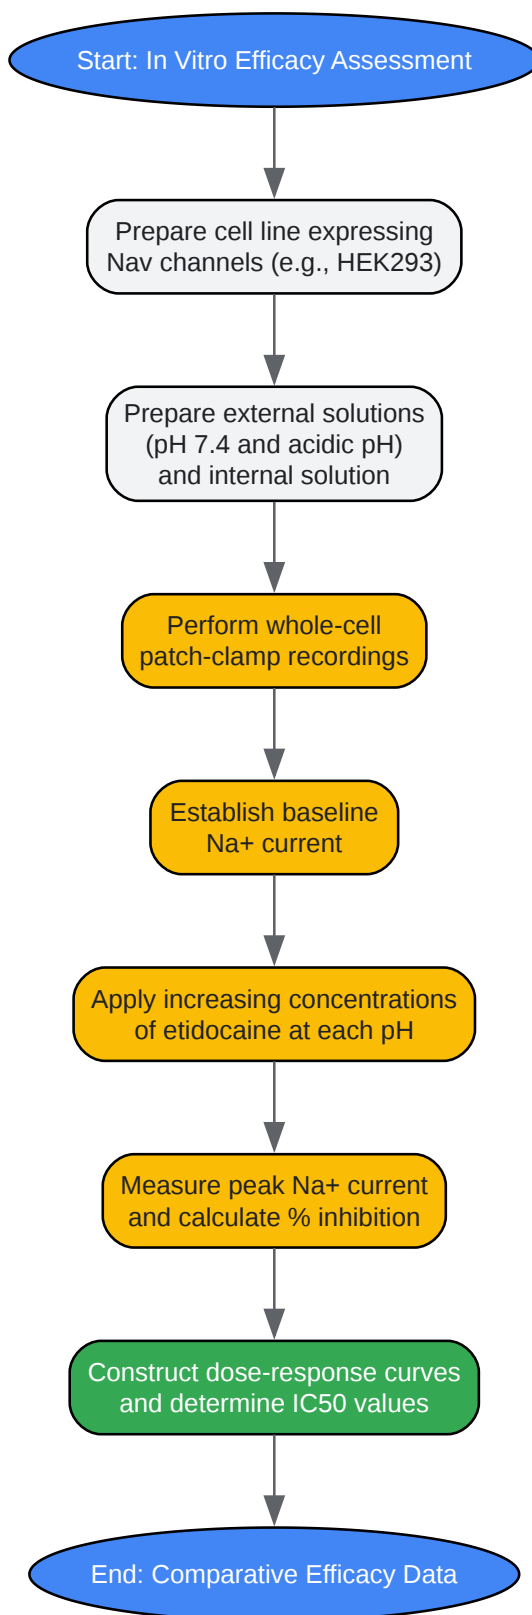 Start: In Vitro Efficacy Assessment
Prepare cell line expressing
Nav channels (e.g., HEK293)
Prepare external solutions
(pH 7.4 and acidic pH)
and internal solution
Perform whole-cell
patch-clamp recordings
Establish baseline
Na+ current
Apply increasing concentrations
of etidocaine at each pH
Measure peak Na+ current
and calculate % inhibition
Construct dose-response curves
and determine IC50 values
End: Comparative Efficacy Data